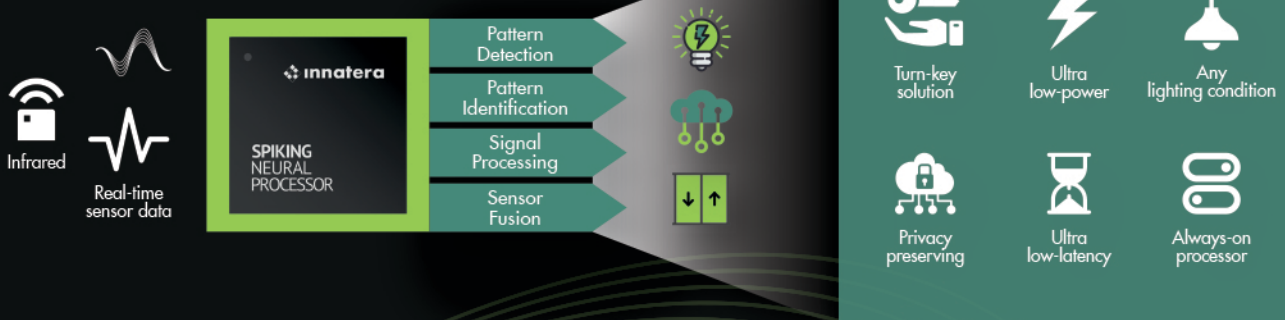 Infrared
Real-time
sensor data
innatera
SPIKING
NEURAL
PROCESSOR
Pattern
Detection
Pattern
Identification
Signal
Processing
Sensor
Fusion
Turn-key
solution
Ultra
low-power
Any
lighting condition
Privacy
preserving
Ultra
low-latency
Always-on
processor